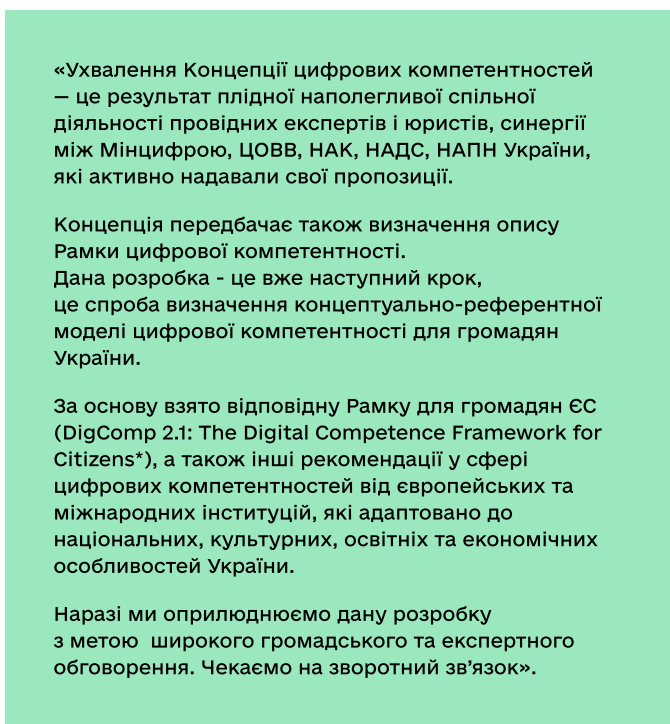 «Ухвалення Концепції цифрових компетентностей
— це результат плідної наполегливої спільної
діяльності провідних експертів і юристів, синергії
між Мінцифрою, ЦОВВ, НАК, НАДС, НАПН України,
які активно надавали свої пропозиції.
Концепція передбачає також визначення опису
Рамки цифрової компетентності.
Дана розробка - це вже наступний крок,
це спроба визначення концептуально-референтної
моделі цифрової компетентності для громадян
України.
За основу взято відповідну Рамку для громадян ЄС
(DigComp 2.1: The Digital Competence Framework for
Citizens*), а також інші рекомендації у сфері
цифрових компетентностей від європейських та
міжнародних інституцій, які адаптовано до
національних, культурних, освітніх та економічних
особливостей України.
Наразі ми оприлюднюємо дану розробку
з метою  широкого громадського та експертного
обговорення. Чекаємо на зворотний зв’язок».